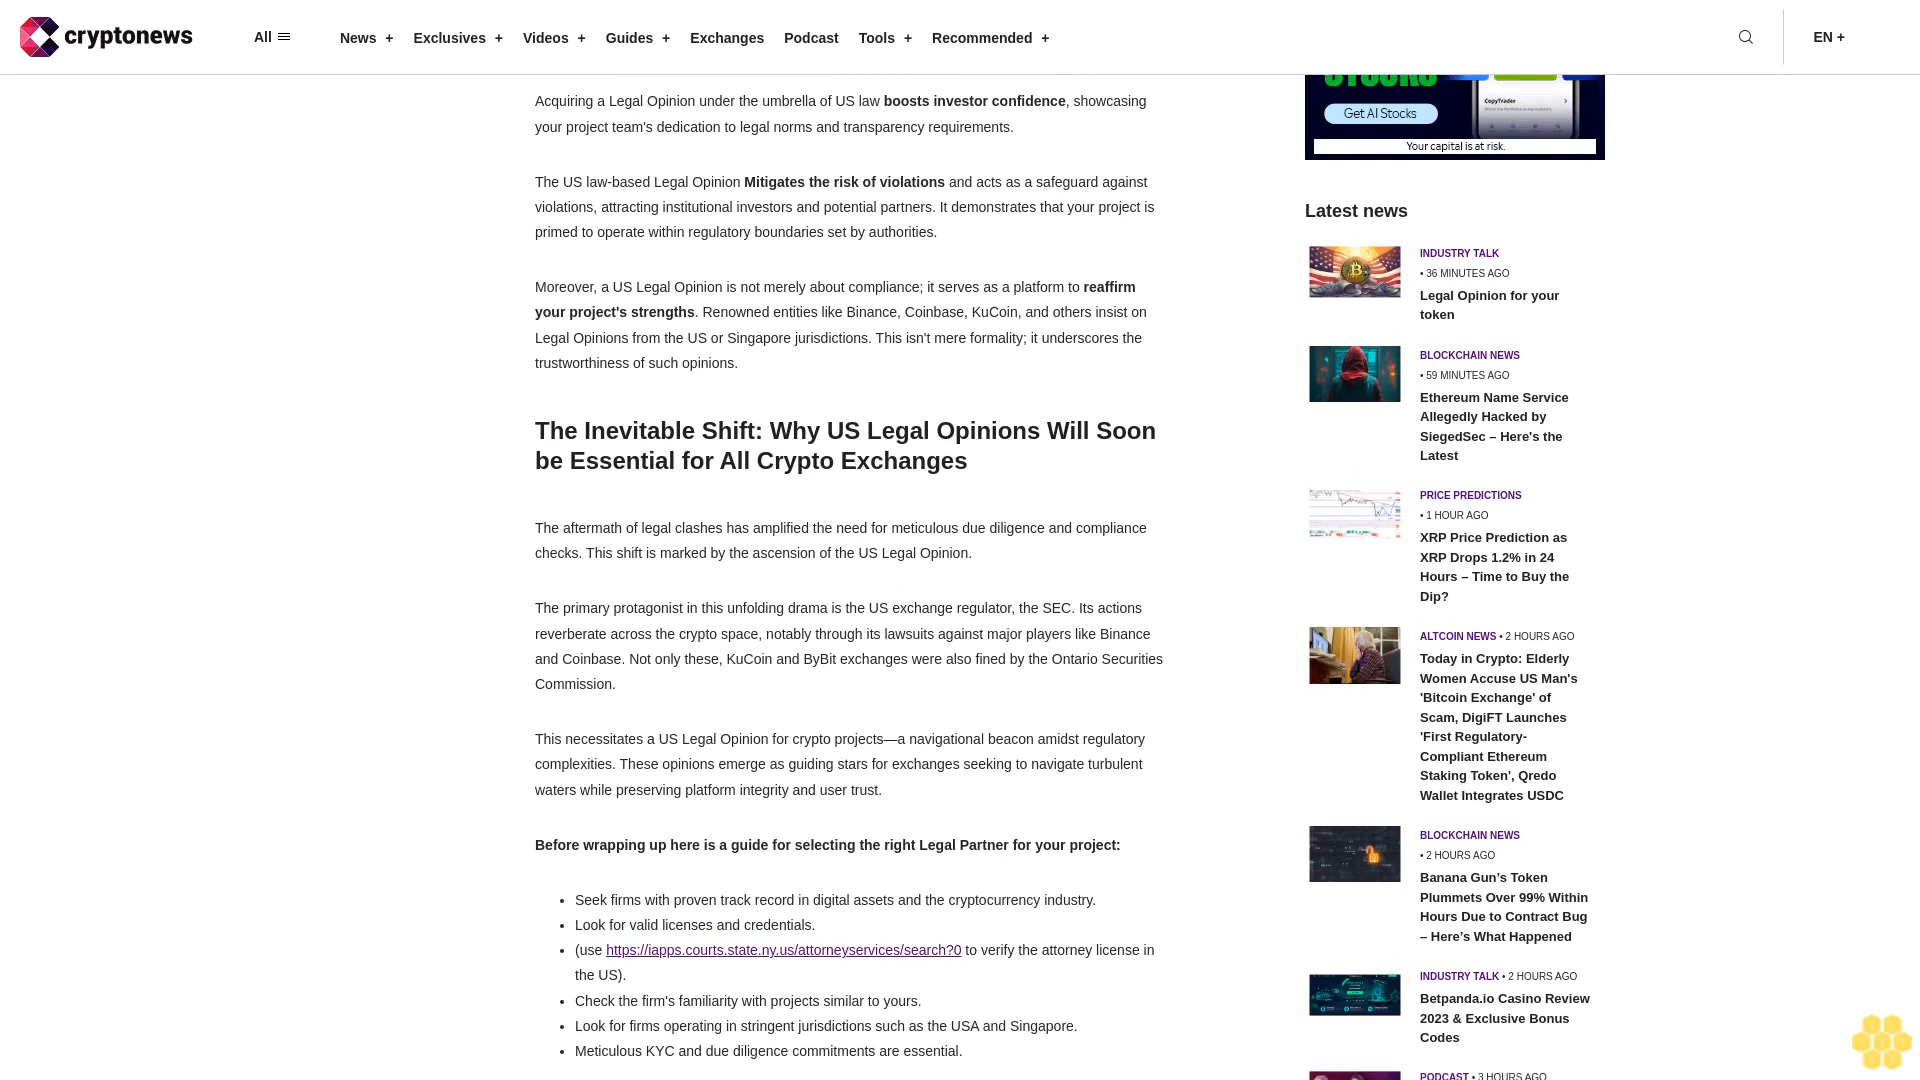 cryptonews
All
News +
Exclusives +
Videos +
Guides +
Exchanges
Podcast
Tools +
Recommended +
EN +
Acquiring a Legal Opinion under the umbrella of US law boosts investor confidence, showcasing
your project team's dedication to legal norms and transparency requirements.
The US law-based Legal Opinion Mitigates the risk of violations and acts as a safeguard against
violations, attracting institutional investors and potential partners. It demonstrates that your project is
primed to operate within regulatory boundaries set by authorities.
Moreover, a US Legal Opinion is not merely about compliance; it serves as a platform to reaffirm
your project's strengths. Renowned entities like Binance, Coinbase, KuCoin, and others insist on
Legal Opinions from the US or Singapore jurisdictions. This isn't mere formality; it underscores the
trustworthiness of such opinions.
The Inevitable Shift: Why US Legal Opinions Will Soon
be Essential for All Crypto Exchanges
The aftermath of legal clashes has amplified the need for meticulous due diligence and compliance
checks. This shift is marked by the ascension of the US Legal Opinion.
The primary protagonist in this unfolding drama is the US exchange regulator, the SEC. Its actions
reverberate across the crypto space, notably through its lawsuits against major players like Binance
and Coinbase. Not only these, KuCoin and ByBit exchanges were also fined by the Ontario Securities
Commission.
This necessitates a US Legal Opinion for crypto projects—a navigational beacon amidst regulatory
complexities. These opinions emerge as guiding stars for exchanges seeking to navigate turbulent
waters while preserving platform integrity and user trust.
Before wrapping up here is a guide for selecting the right Legal Partner for your project:
• Seek firms with proven track record in digital assets and the cryptocurrency industry.
• Look for valid licenses and credentials.
• (use https://iapps.courts.state.ny.us/attorneyservices/search?0 to verify the attorney license in
the US).
• Check the firm's familiarity with projects similar to yours.
• Look for firms operating in stringent jurisdictions such as the USA and Singapore.
• Meticulous KYC and due diligence commitments are essential.
STOCKS
CopyTrader
Get AI Stocks
Your capital is at risk.
Latest news
INDUSTRY TALK
• 36 MINUTES AGO
Legal Opinion for your
token
BLOCKCHAIN NEWS
• 59 MINUTES AGO
Ethereum Name Service
Allegedly Hacked by
SiegedSec – Here's the
Latest
PRICE PREDICTIONS
• 1 HOUR AGO
XRP Price Prediction as
XRP Drops 1.2% in 24
Hours – Time to Buy the
Dip?
ALTCOIN NEWS • 2 HOURS AGO
Today in Crypto: Elderly
Women Accuse US Man's
'Bitcoin Exchange' of
Scam, DigiFT Launches
'First Regulatory-
Compliant Ethereum
Staking Token', Qredo
Wallet Integrates USDC
BLOCKCHAIN NEWS
• 2 HOURS AGO
Banana Gun’s Token
Plummets Over 99% Within
Hours Due to Contract Bug
– Here’s What Happened
INDUSTRY TALK • 2 HOURS AGO
Betpanda.io Casino Review
2023 & Exclusive Bonus
Codes
PODCAST • 3 HOURS AGO